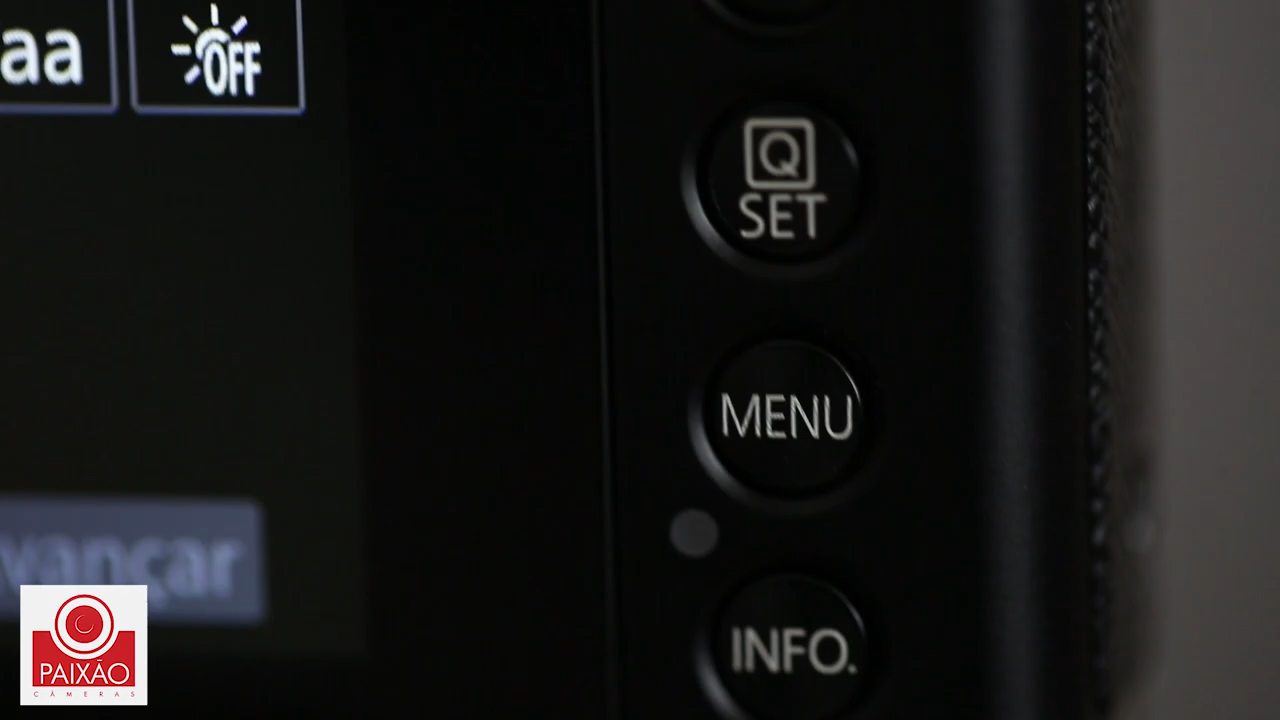 aa
OFF
Q
SET
MENU
vançar
INFO.
PAIXÃO
CÂMERAS